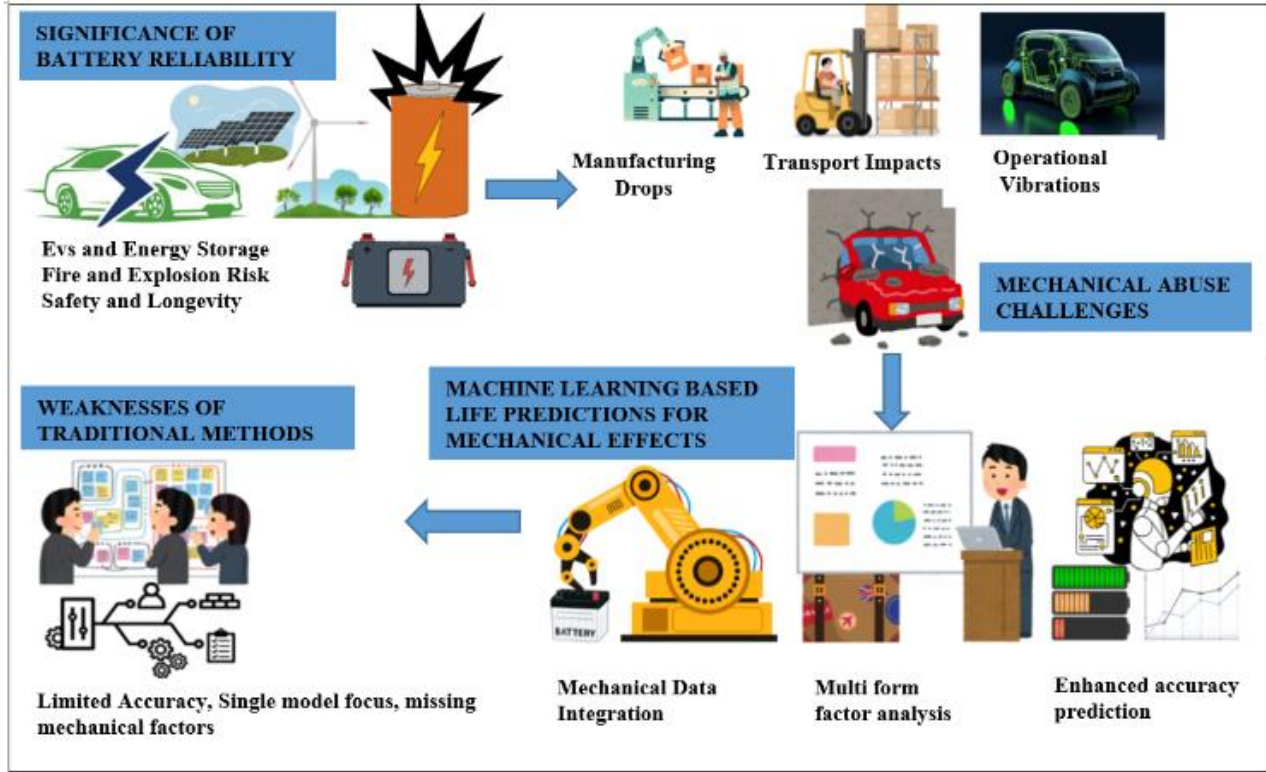 SIGNIFICANCE OF
BATTERY RELIABILITY
Evs and Energy Storage
Fire and Explosion Risk
Safety and Longevity
Manufacturing
Drops
Transport Impacts
Operational
Vibrations
MECHANICAL ABUSE
CHALLENGES
MACHINE LEARNING BASED
LIFE PREDICTIONS FOR
MECHANICAL EFFECTS
BATTERY
Mechanical Data
Integration
Multi form
factor analysis
Enhanced accuracy
prediction
WEAKNESSES OF
TRADITIONAL METHODS
Limited Accuracy, Single model focus, missing
mechanical factors